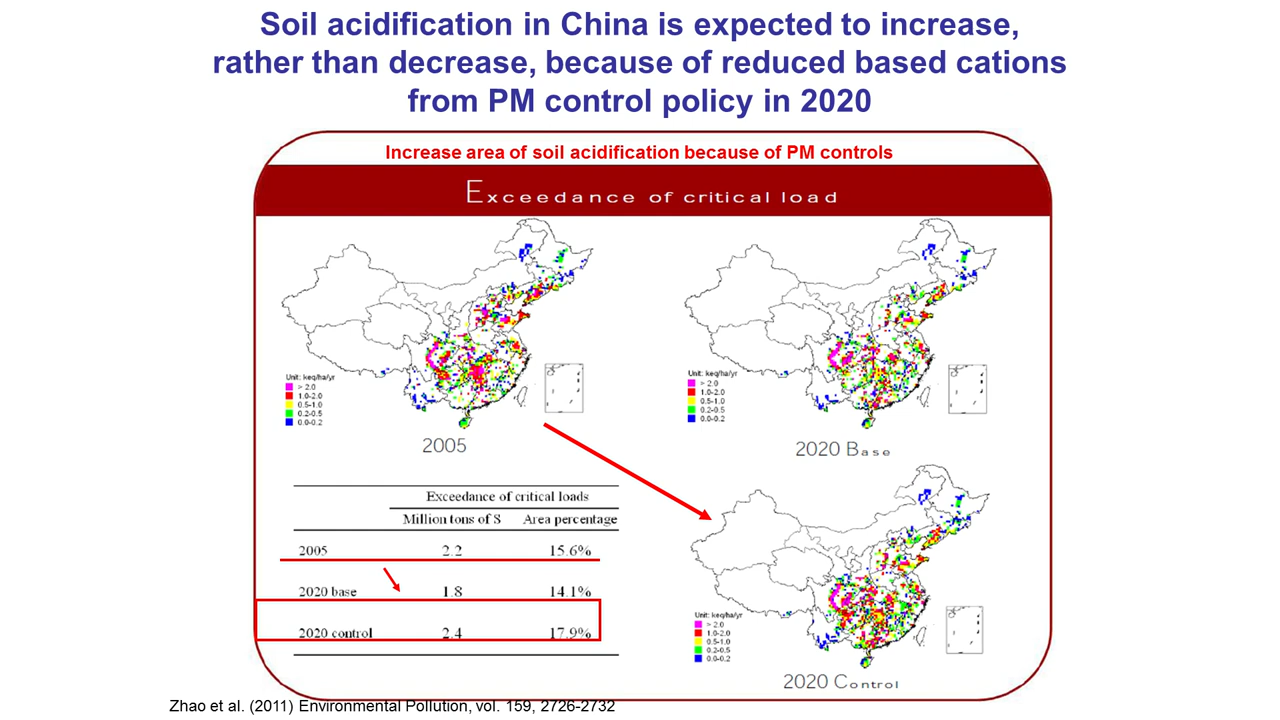 Soil acidification in China is expected to increase,
rather than decrease, because of reduced based cations
from PM control policy in 2020
Increase area of soil acidification because of PM controls
Exceedance of critical load
Unit: keq/ha/yr
> 2.0
1.0-2.0
0.5-1.0
0.2-0.5
0.0-0.2
2005
Unit: keq/ha/yr
> 2.0
1.0-2.0
0.5-1.0
0.2-0.5
0.0-0.2
2020 Base
Exceedance of critical loads
Million tons of S Area percentage
2005 2.2 15.6%
2020 base 1.8 14.1%
2020 control 2.4 17.9%
Unit: keq/ha/yr
> 2.0
1.0-2.0
0.5-1.0
0.2-0.5
0.0-0.2
2020 Control
Zhao et al. (2011) Environmental Pollution, vol. 159, 2726-2732